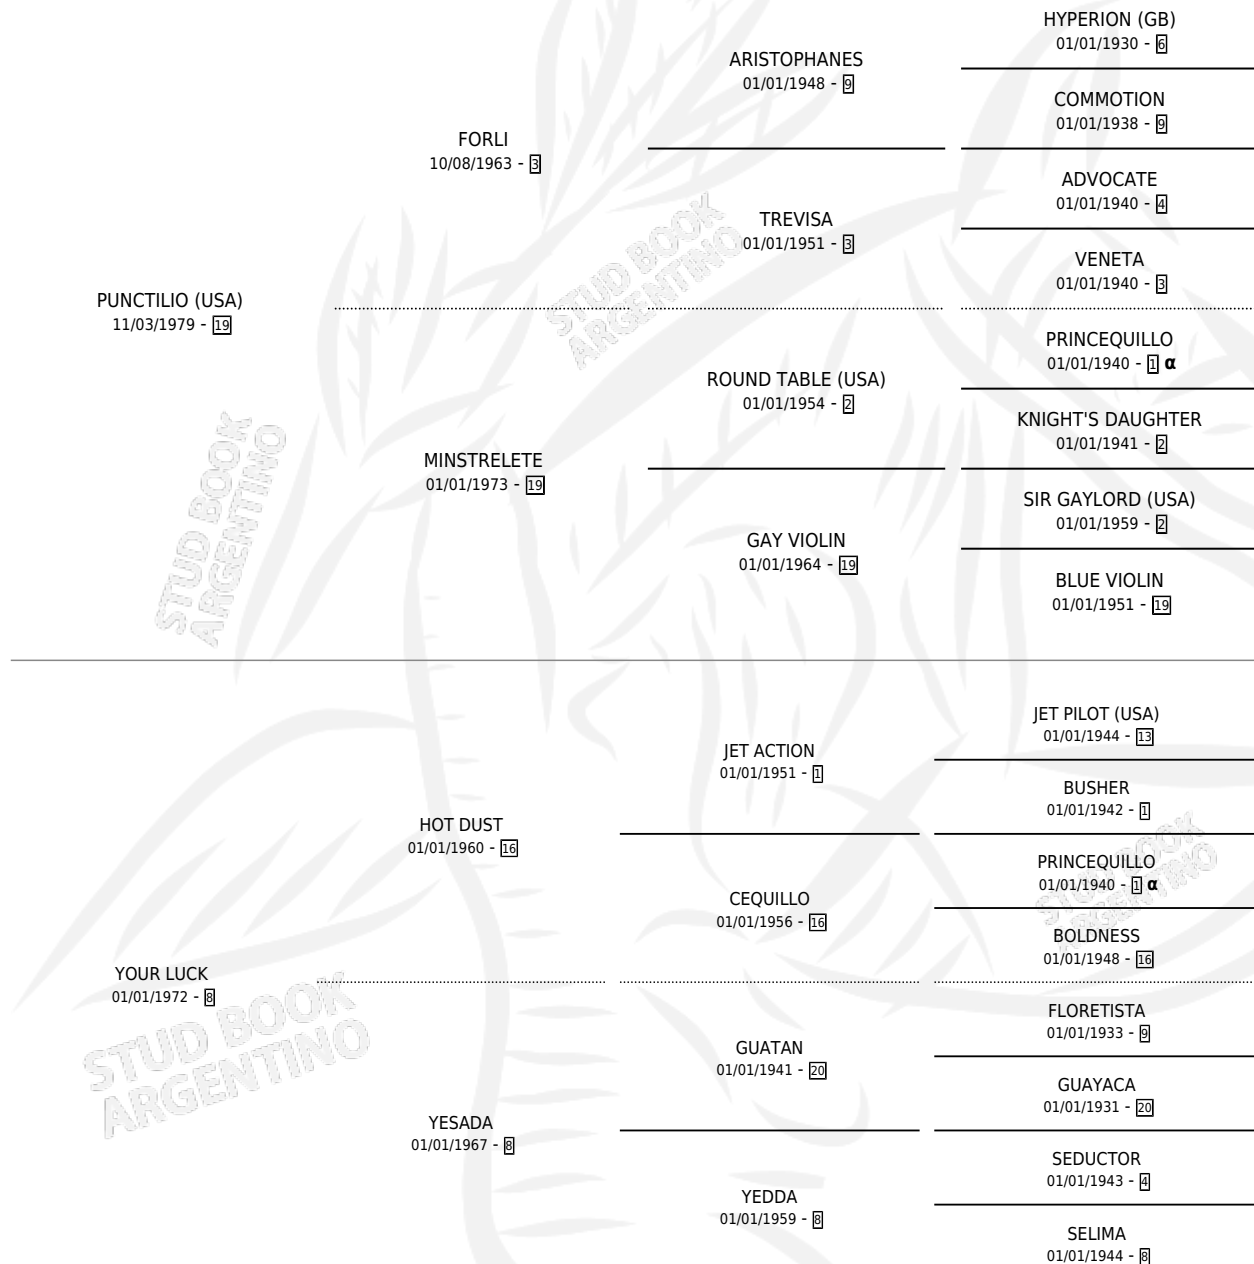 HYPERION (GB)
01/01/1930 - 6
ARISTOPHANES
01/01/1948 - 9
COMMOTION
01/01/1938 - 9
FORLI
10/08/1963 - 3
ADVOCATE
01/01/1940 - 4
TREVISA
01/01/1951 - 3
VENETA
01/01/1940 - 3
PUNCTILIO (USA)
11/03/1979 - 19
PRINCEQUILLO
01/01/1940 - 1 α
ROUND TABLE (USA)
01/01/1954 - 2
KNIGHT'S DAUGHTER
01/01/1941 - 2
MINSTRELETE
01/01/1973 - 19
SIR GAYLORD (USA)
01/01/1959 - 2
GAY VIOLIN
01/01/1964 - 19
BLUE VIOLIN
01/01/1951 - 19
JET PILOT (USA)
01/01/1944 - 13
JET ACTION
01/01/1951 - 1
BUSHER
01/01/1942 - 1
HOT DUST
01/01/1960 - 16
PRINCEQUILLO
01/01/1940 - 1 α
CEQUILLO
01/01/1956 - 16
BOLDNESS
01/01/1948 - 16
YOUR LUCK
01/01/1972 - 8
FLORETISTA
01/01/1933 - 9
GUATAN
01/01/1941 - 20
GUAYACA
01/01/1931 - 20
YESADA
01/01/1967 - 8
SEDUCTOR
01/01/1943 - 4
YEDDA
01/01/1959 - 8
SELIMA
01/01/1944 - 8
STUD BOOK
ARGENTINO
STUD BOOK
ARGENTINO
STUD BOOK
ARGENTINO
STUD BOOK
ARGENTINO